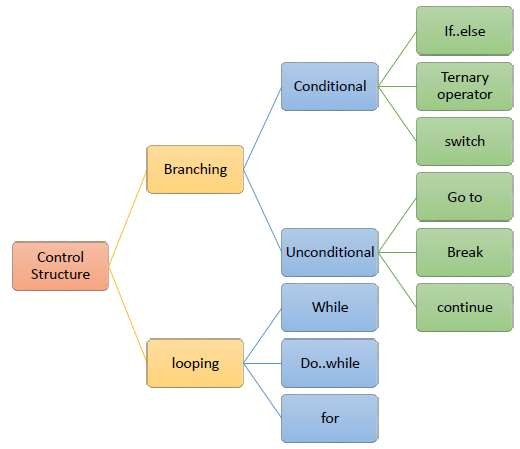 Control
Structure
Branching
Conditional
If..else
Ternary
operator
switch
Unconditional
Go to
Break
continue
looping
While
Do..while
for